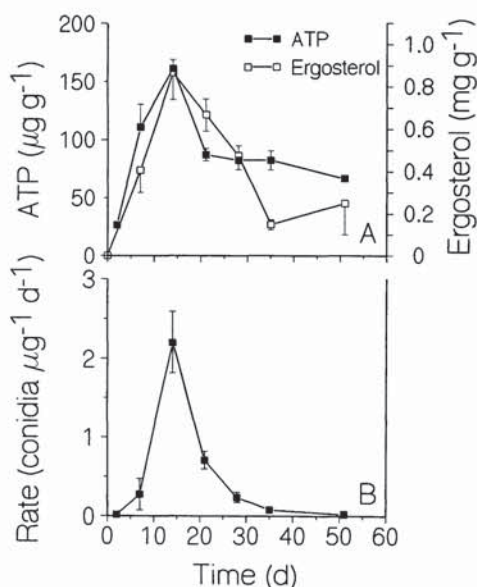 200
150
100
50
0
ATP (µg g-1)
ATP
Ergosterol
1.0
0.8
0.6
0.4
0.2
0
Ergosterol (mg g-1)
A
3
2
1
0
Rate (conidia µg-1 d-1)
B
0 10 20 30 40 50 60
Time (d)